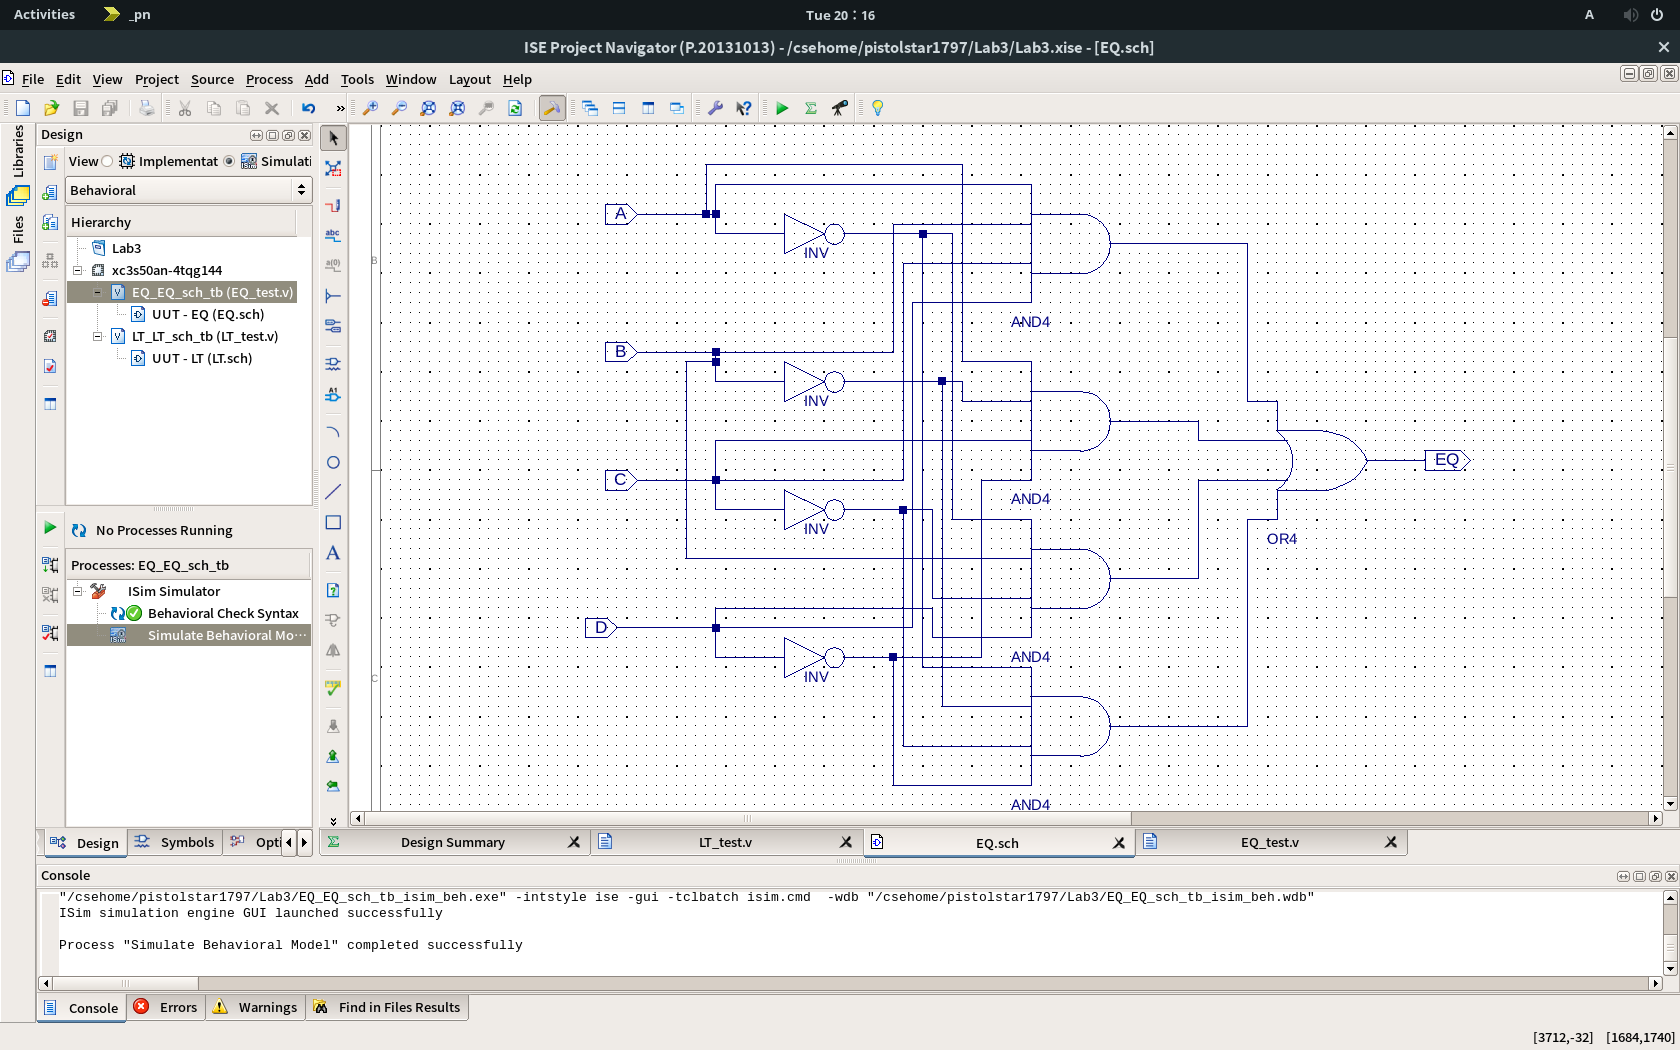 Activities
_pn
Tue 20 : 16
A
ISE Project Navigator (P.20131013) - /csehome/pistolstar1797/Lab3/Lab3.xise - [EQ.sch]
File Edit View Project Source Process Add Tools Window Layout Help
Design
View Implementat Simulati
Behavioral
Hierarchy
Lab3
xc3s50an-4tqg144
EQ_EQ_sch_tb (EQ_test.v)
UUT - EQ (EQ.sch)
LT_LT_sch_tb (LT_test.v)
UUT - LT (LT.sch)
No Processes Running
Processes: EQ_EQ_sch_tb
ISim Simulator
Behavioral Check Syntax
Simulate Behavioral Mo···
Libraries
Files
abc
a(0)
A
B
C
A
INV
AND4
B
INV
AND4
C
INV
AND4
D
INV
AND4
OR4
EQ
Design Symbols Opti
Design Summary
LT_test.v
EQ.sch
EQ_test.v
Console
"/csehome/pistolstar1797/Lab3/EQ_EQ_sch_tb_isim_beh.exe" -intstyle ise -gui -tclbatch isim.cmd -wdb "/csehome/pistolstar1797/Lab3/EQ_EQ_sch_tb_isim_beh.wdb"
ISim simulation engine GUI launched successfully
Process "Simulate Behavioral Model" completed successfully
Console Errors Warnings Find in Files Results
[3712,-32] [1684,1740]